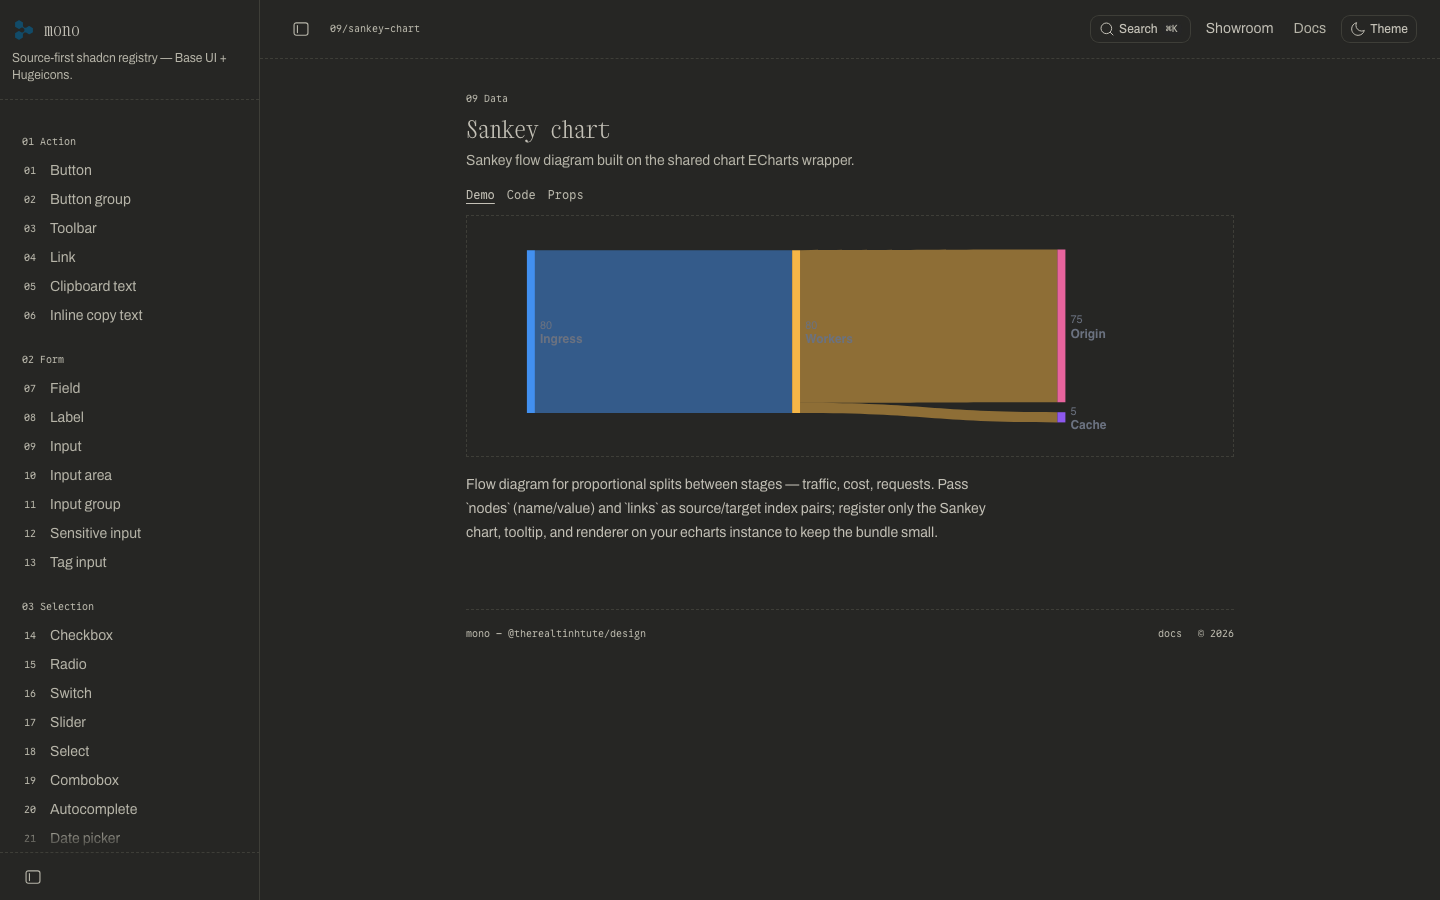 mono
Source-first shadcn registry — Base UI +
Hugeicons.
01 Action
01 Button
02 Button group
03 Toolbar
04 Link
05 Clipboard text
06 Inline copy text
02 Form
07 Field
08 Label
09 Input
10 Input area
11 Input group
12 Sensitive input
13 Tag input
03 Selection
14 Checkbox
15 Radio
16 Switch
17 Slider
18 Select
19 Combobox
20 Autocomplete
21 Date picker
09/sankey-chart
Search ⌘K
Showroom
Docs
Theme
09 Data
Sankey chart
Sankey flow diagram built on the shared chart ECharts wrapper.
Demo Code Props
80
Ingress
75
Origin
5
Cache
Flow diagram for proportional splits between stages — traffic, cost, requests. Pass
`nodes` (name/value) and `links` as source/target index pairs; register only the Sankey
chart, tooltip, and renderer on your echarts instance to keep the bundle small.
mono — @therealtinhtute/design
docs © 2026